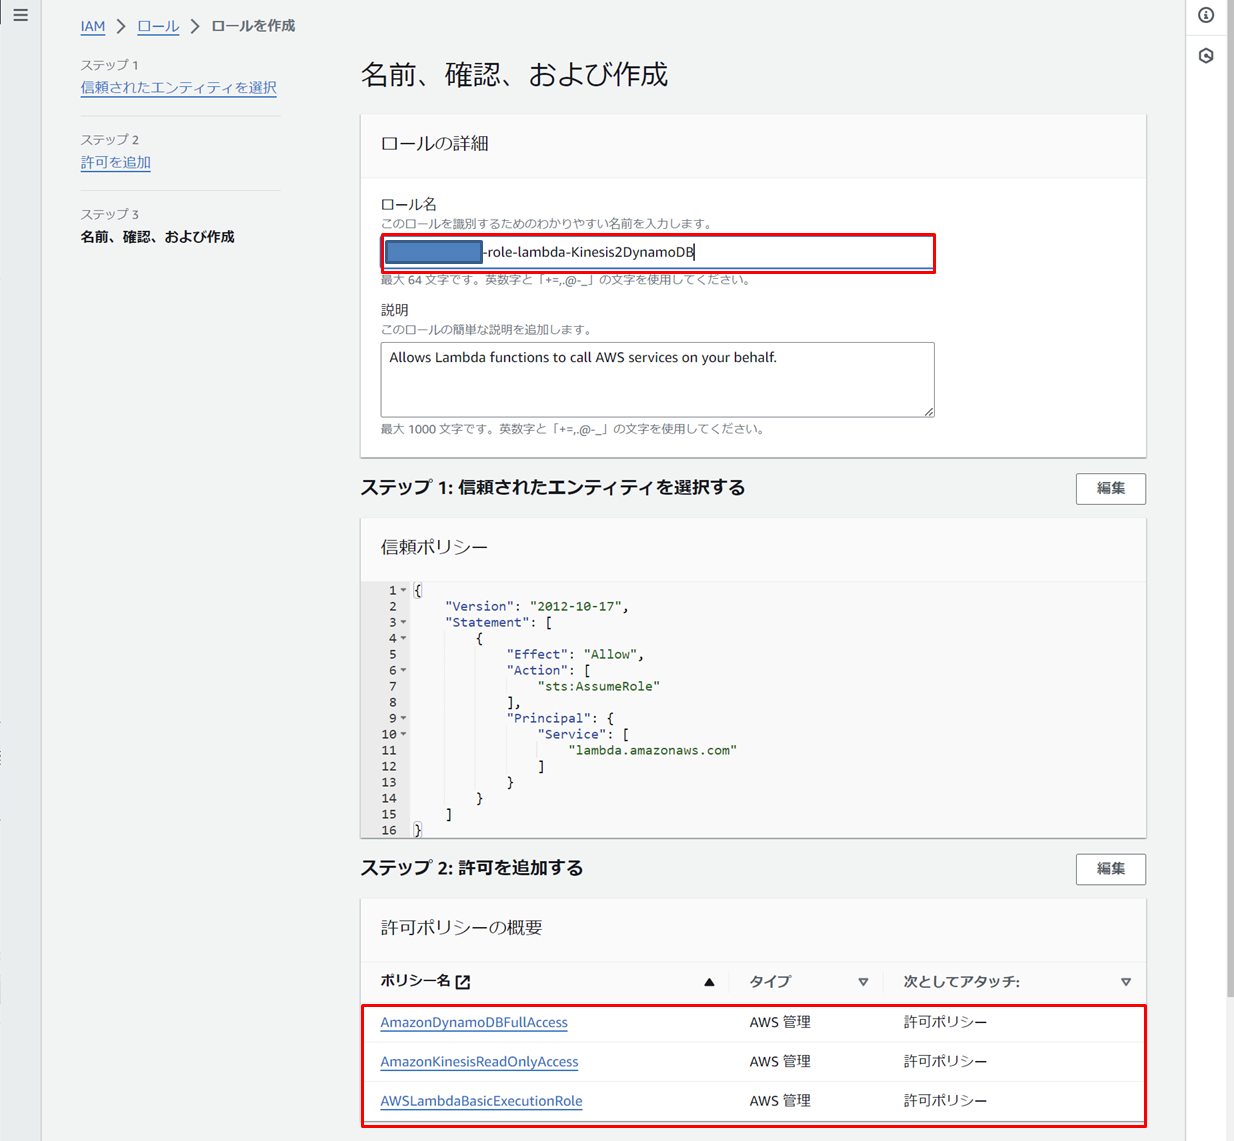 IAM > ロール > ロールを作成
ステップ 1
信頼されたエンティティを選択
ステップ 2
許可を追加
ステップ 3
名前、確認、および作成
名前、確認、および作成
ロールの詳細
ロール名
このロールを識別するためのわかりやすい名前を入力します。
-role-lambda-Kinesis2DynamoDB
最大 64 文字です。英数字と「+=,.@-_」の文字を使用してください。
説明
このロールの簡単な説明を追加します。
Allows Lambda functions to call AWS services on your behalf.
最大 1000 文字です。英数字と「+=,.@-_」の文字を使用してください。
ステップ 1: 信頼されたエンティティを選択する
編集
信頼ポリシー
1 {
2 "Version": "2012-10-17",
3 "Statement": [
4 {
5 "Effect": "Allow",
6 "Action": [
7 "sts:AssumeRole"
8 ],
9 "Principal": {
10 "Service": [
11 "lambda.amazonaws.com"
12 ]
13 }
14 }
15 ]
16 }
ステップ 2: 許可を追加する
編集
許可ポリシーの概要
ポリシー名 タイプ 次としてアタッチ:
AmazonDynamoDBFullAccess AWS 管理 許可ポリシー
AmazonKinesisReadOnlyAccess AWS 管理 許可ポリシー
AWSLambdaBasicExecutionRole AWS 管理 許可ポリシー